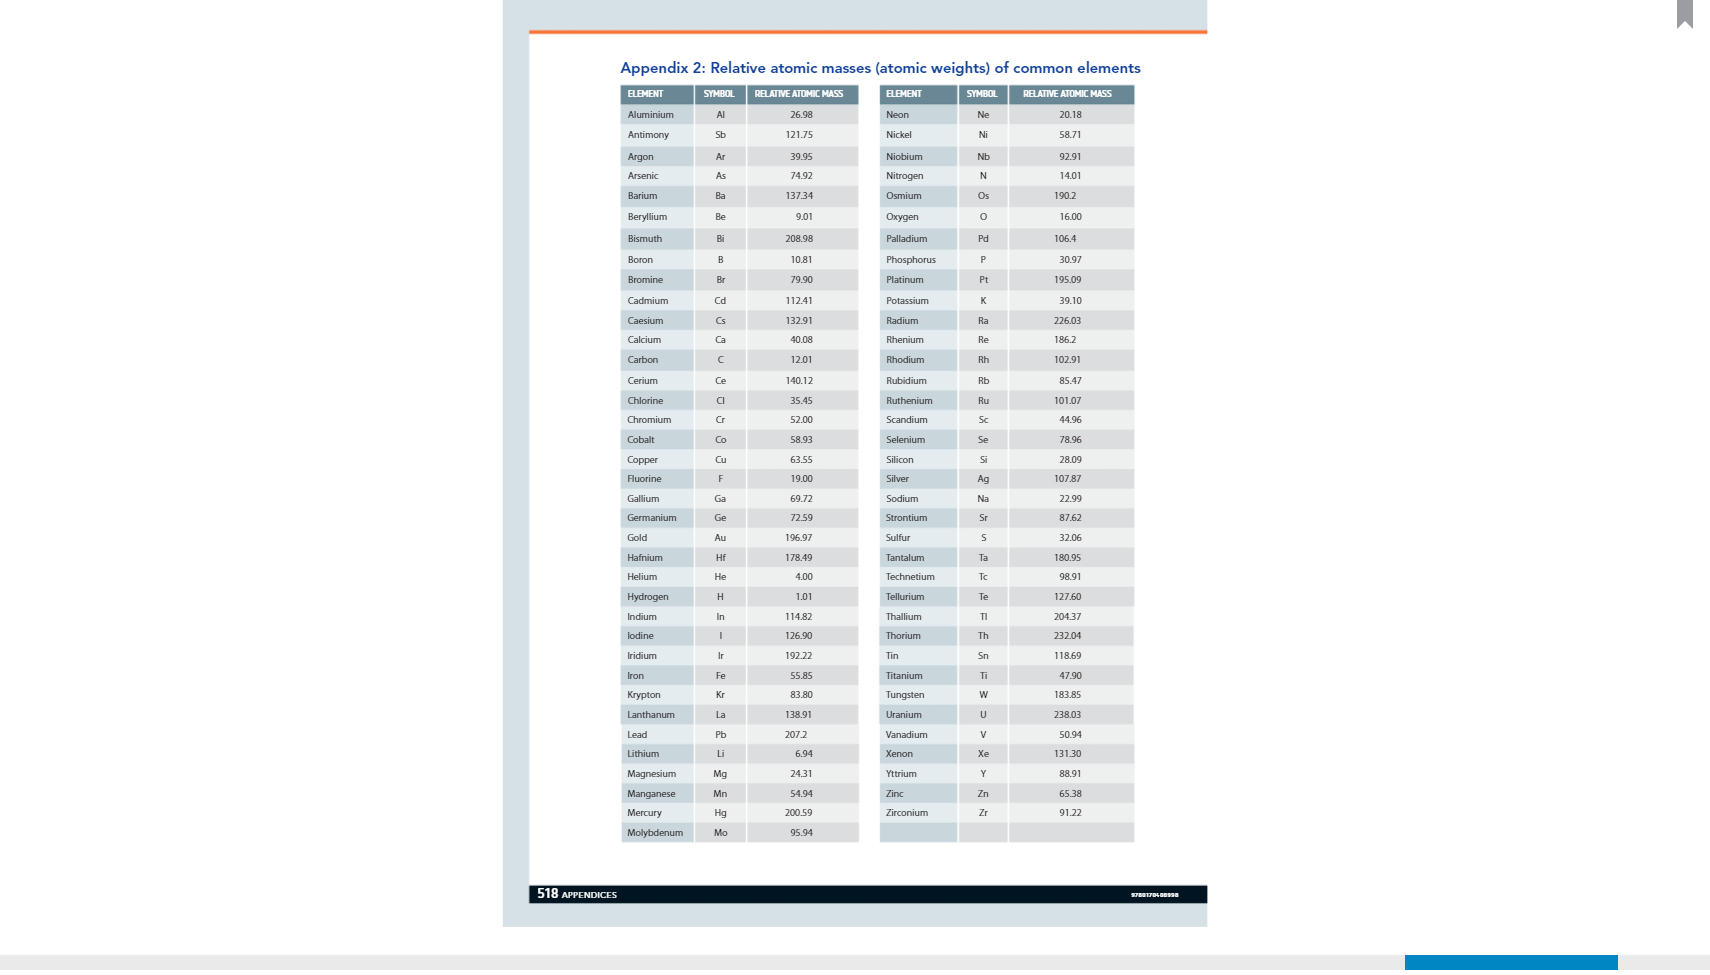 Appendix 2: Relative atomic masses (atomic weights) of common elements
ELEMENT SYMBOL RELATIVE ATOMIC MASS
Aluminium Al 26.98
Antimony Sb 121.75
Argon Ar 39.95
Arsenic As 74.92
Barium Ba 137.34
Beryllium Be 9.01
Bismuth Bi 208.98
Boron B 10.81
Bromine Br 79.90
Cadmium Cd 112.41
Caesium Cs 132.91
Calcium Ca 40.08
Carbon C 12.01
Cerium Ce 140.12
Chlorine Cl 35.45
Chromium Cr 52.00
Cobalt Co 58.93
Copper Cu 63.55
Fluorine F 19.00
Gallium Ga 69.72
Germanium Ge 72.59
Gold Au 196.97
Hafnium Hf 178.49
Helium He 4.00
Hydrogen H 1.01
Indium In 114.82
Iodine I 126.90
Iridium Ir 192.22
Iron Fe 55.85
Krypton Kr 83.80
Lanthanum La 138.91
Lead Pb 207.2
Lithium Li 6.94
Magnesium Mg 24.31
Manganese Mn 54.94
Mercury Hg 200.59
Molybdenum Mo 95.94
ELEMENT SYMBOL RELATIVE ATOMIC MASS
Neon Ne 20.18
Nickel Ni 58.71
Niobium Nb 92.91
Nitrogen N 14.01
Osmium Os 190.2
Oxygen O 16.00
Palladium Pd 106.4
Phosphorus P 30.97
Platinum Pt 195.09
Potassium K 39.10
Radium Ra 226.03
Rhenium Re 186.2
Rhodium Rh 102.91
Rubidium Rb 85.47
Ruthenium Ru 101.07
Scandium Sc 44.96
Selenium Se 78.96
Silicon Si 28.09
Silver Ag 107.87
Sodium Na 22.99
Strontium Sr 87.62
Sulfur S 32.06
Tantalum Ta 180.95
Technetium Tc 98.91
Tellurium Te 127.60
Thallium Tl 204.37
Thorium Th 232.04
Tin Sn 118.69
Titanium Ti 47.90
Tungsten W 183.85
Uranium U 238.03
Vanadium V 50.94
Xenon Xe 131.30
Yttrium Y 88.91
Zinc Zn 65.38
Zirconium Zr 91.22
518 APPENDICES
9780170408998